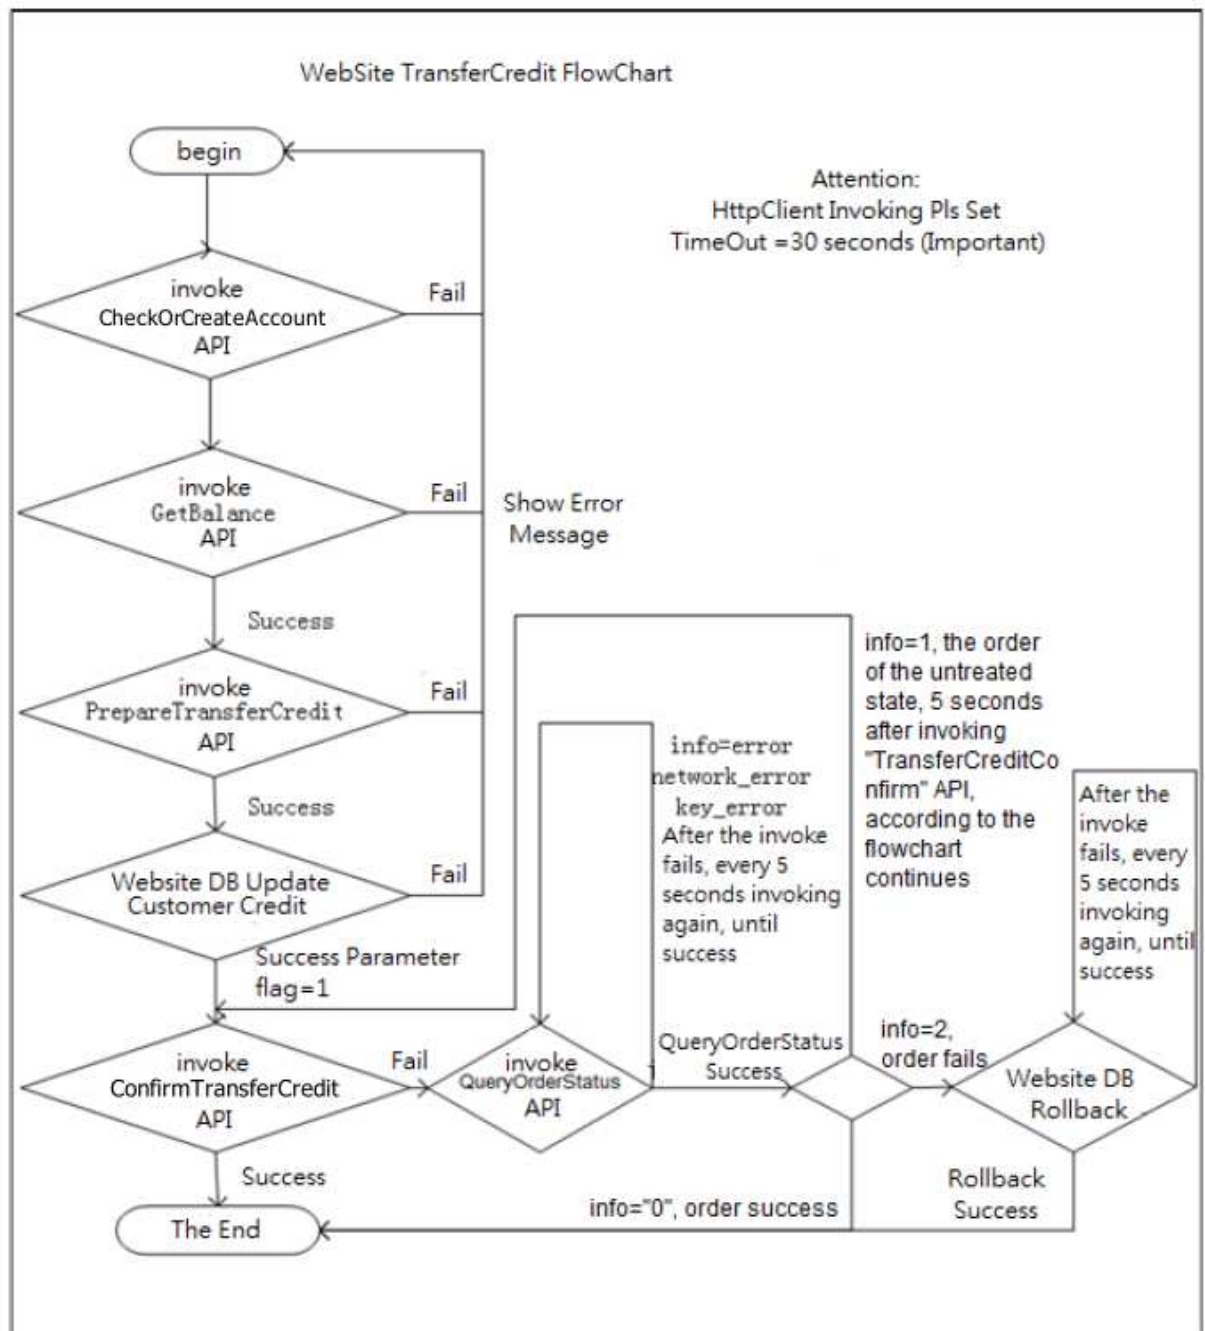 WebSite TransferCredit FlowChart
begin
Attention:
HttpClient Invoking Pls Set
TimeOut =30 seconds (Important)
invoke
CheckOrCreateAccount
API
Fail
invoke
GetBalance
API
Fail
Show Error
Message
Success
invoke
PrepareTransferCredit
API
Fail
Success
Website DB Update
Customer Credit
Fail
Success Parameter
flag=1
info=error
network_error
key_error
After the invoke
fails, every 5
seconds invoking
again, until
success
info=1, the order
of the untreated
state, 5 seconds
after invoking
"TransferCreditCo
nfirm" API,
according to the
flowchart
continues
After the
invoke
fails, every
5 seconds
invoking
again, until
success
invoke
ConfirmTransferCredit
API
Fail
invoke
QueryOrderStatus
API
QueryOrderStatus
Success
info=2,
order fails
Website DB
Rollback
Success
Rollback
Success
info="0", order success
The End